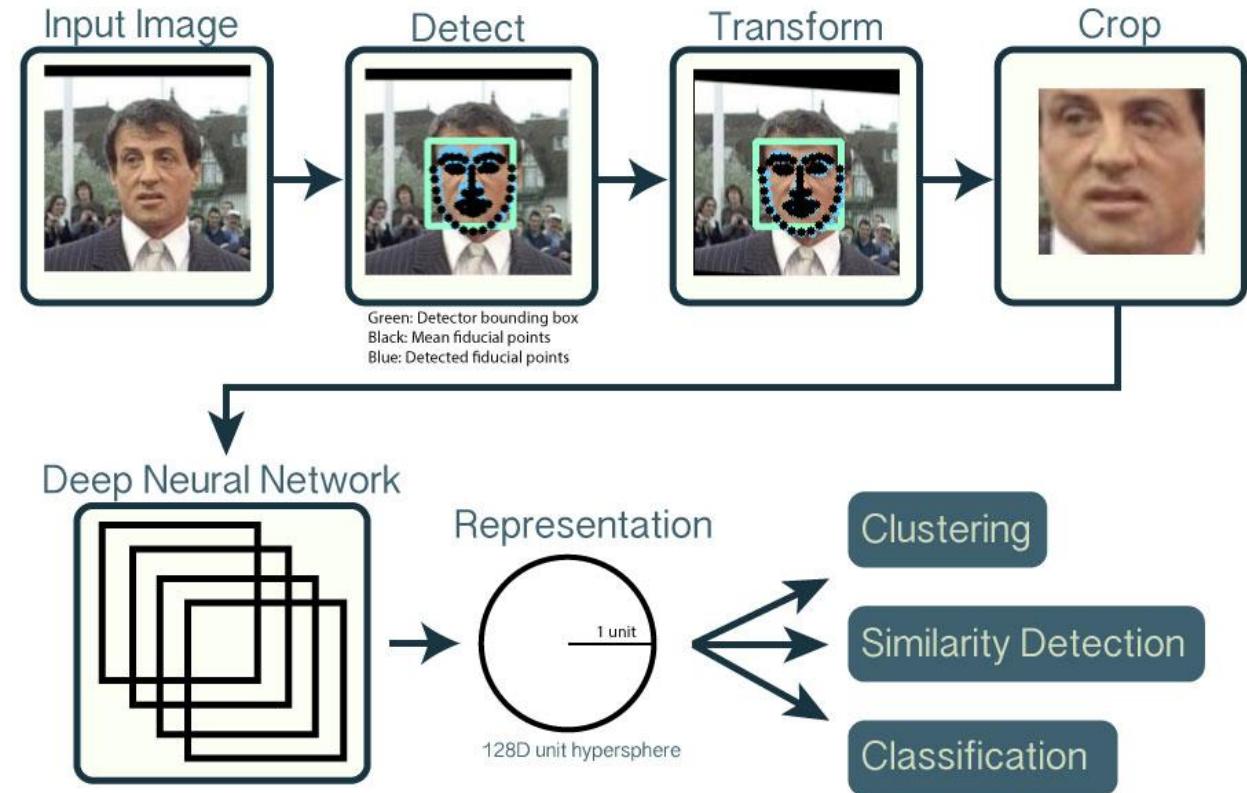 Input Image
Detect
Transform
Crop
Green: Detector bounding box
Black: Mean fiducial points
Blue: Detected fiducial points
Deep Neural Network
Representation
1 unit
128D unit hypersphere
Clustering
Similarity Detection
Classification